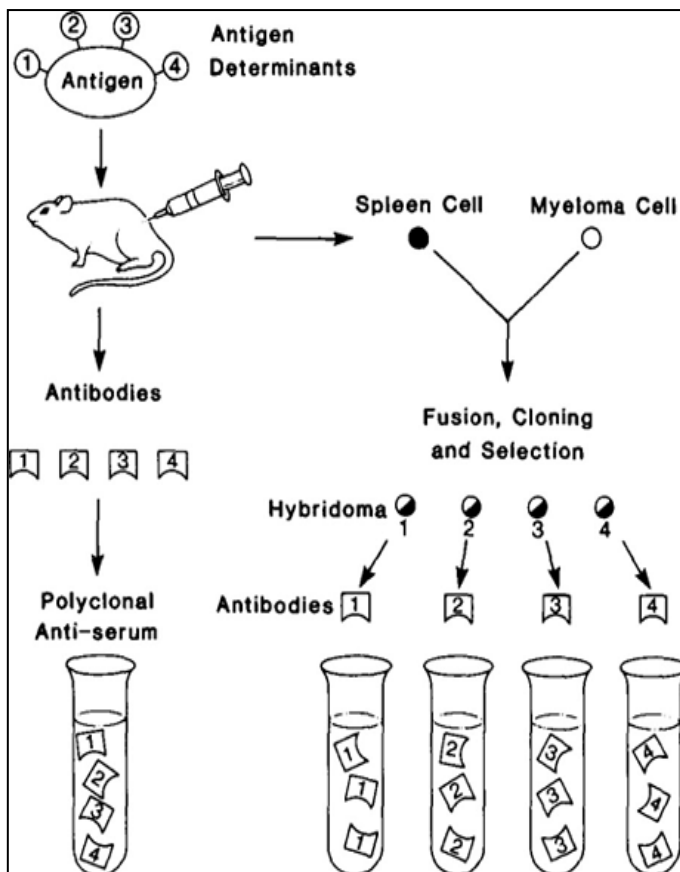 1 2 3 4
Antigen
Antigen
Determinants
Spleen Cell
Myeloma Cell
Antibodies
1 2 3 4
Polyclonal
Anti-serum
1
2
3
4
Fusion, Cloning
and Selection
Hybridoma
1 2 3 4
Antibodies 1 2 3 4
1 2 3 4
1 2 3 4
1 2 3 4